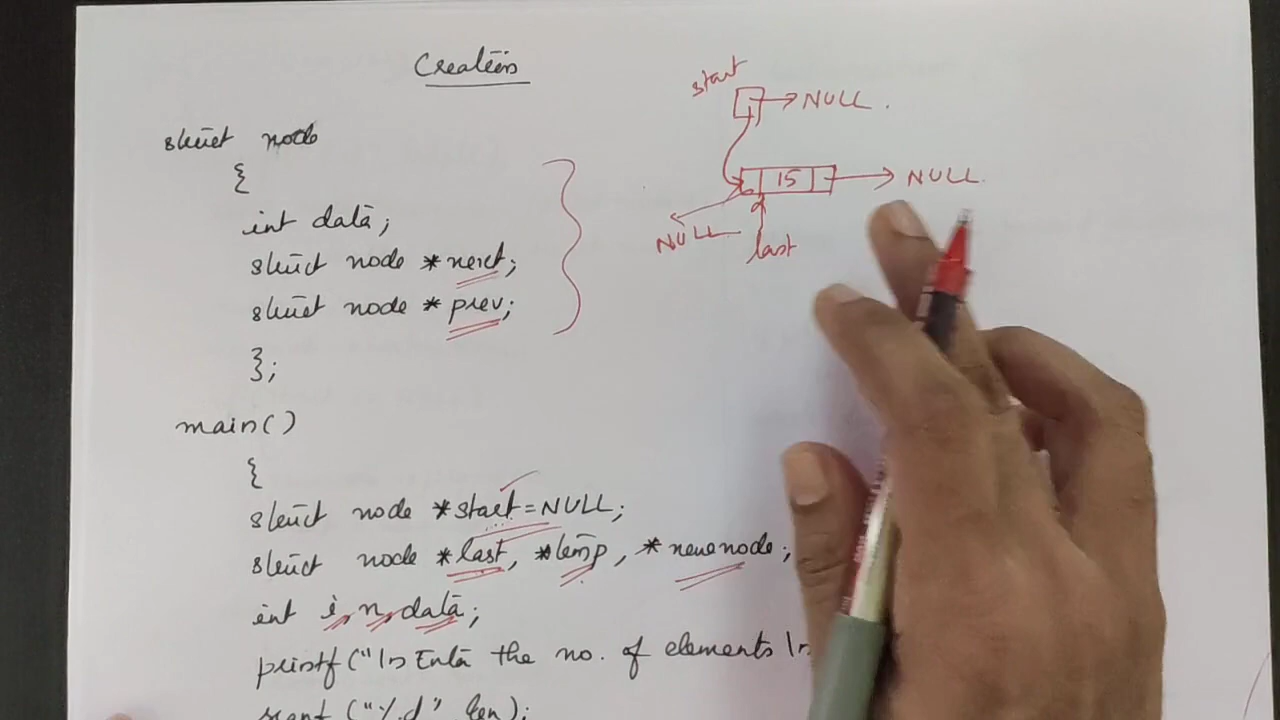 Creation
struct node
{
int data;
struct node *next;
struct node *prev;
};
main()
{
struct node *start=NULL;
struct node *last, *temp, *newnode;
int i, n, data;
printf("\n Enter the no. of elements \n
scanf ("%d" &n);
start
NULL.
15
NULL.
NULL
last